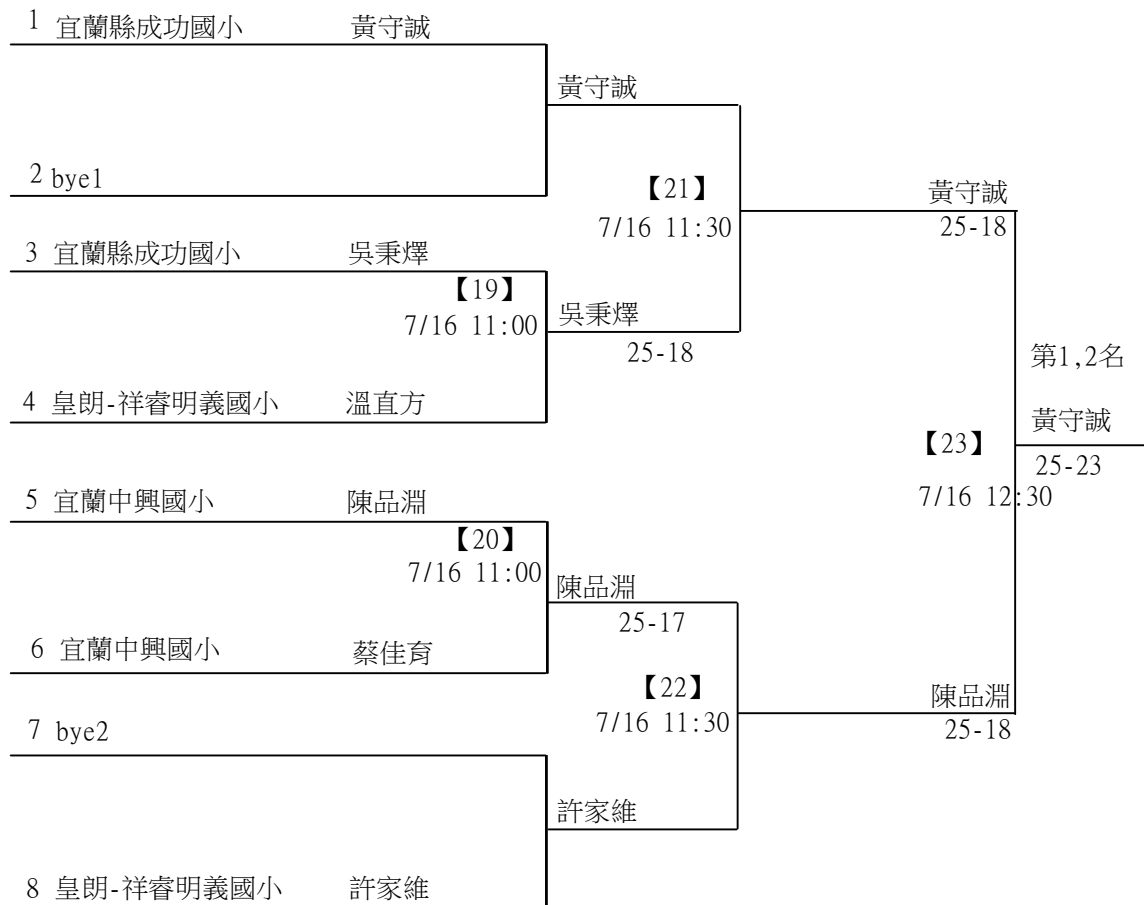 1 宜蘭縣成功國小 黃守誠
黃守誠
2 bye1
【21】
黃守誠
7/16 11:30
25-18
3 宜蘭縣成功國小 吳秉燡
【19】
7/16 11:00
吳秉燡
25-18
第1,2名
4 皇朗-祥睿明義國小 溫直方
黃守誠
【23】
25-23
7/16 12:30
5 宜蘭中興國小 陳品淵
【20】
7/16 11:00
陳品淵
25-17
6 宜蘭中興國小 蔡佳育
【22】
陳品淵
7/16 11:30
25-18
7 bye2
許家維
8 皇朗-祥睿明義國小 許家維